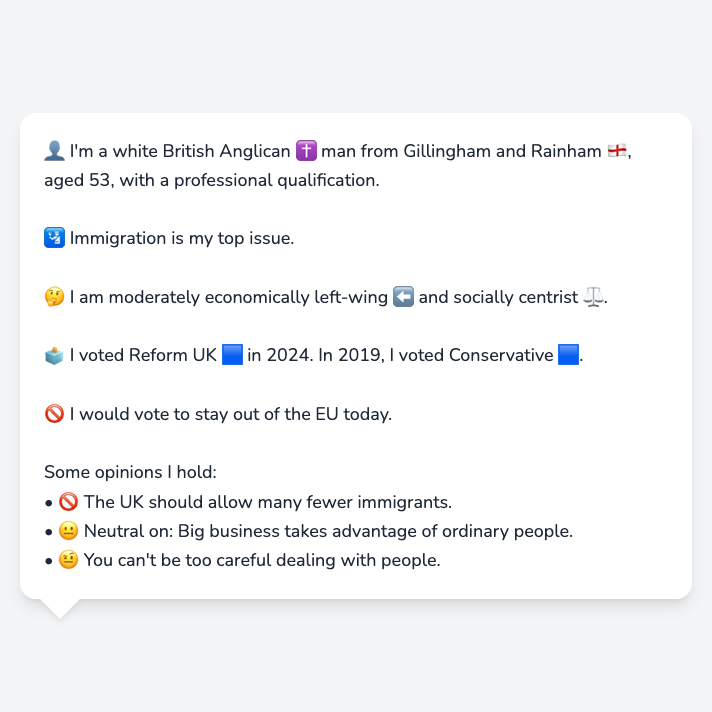 👤 I'm a white British Anglican ✝️ man from Gillingham and Rainham 🏴󠁧󠁢󠁥󠁮󠁧󠁿,
aged 53, with a professional qualification.
🛂 Immigration is my top issue.
🤔 I am moderately economically left-wing ⬅️ and socially centrist ⚖️.
🗳️ I voted Reform UK 🟦 in 2024. In 2019, I voted Conservative 🟦.
🚫 I would vote to stay out of the EU today.
Some opinions I hold:
• 🚫 The UK should allow many fewer immigrants.
• 😐 Neutral on: Big business takes advantage of ordinary people.
• 🤨 You can't be too careful dealing with people.